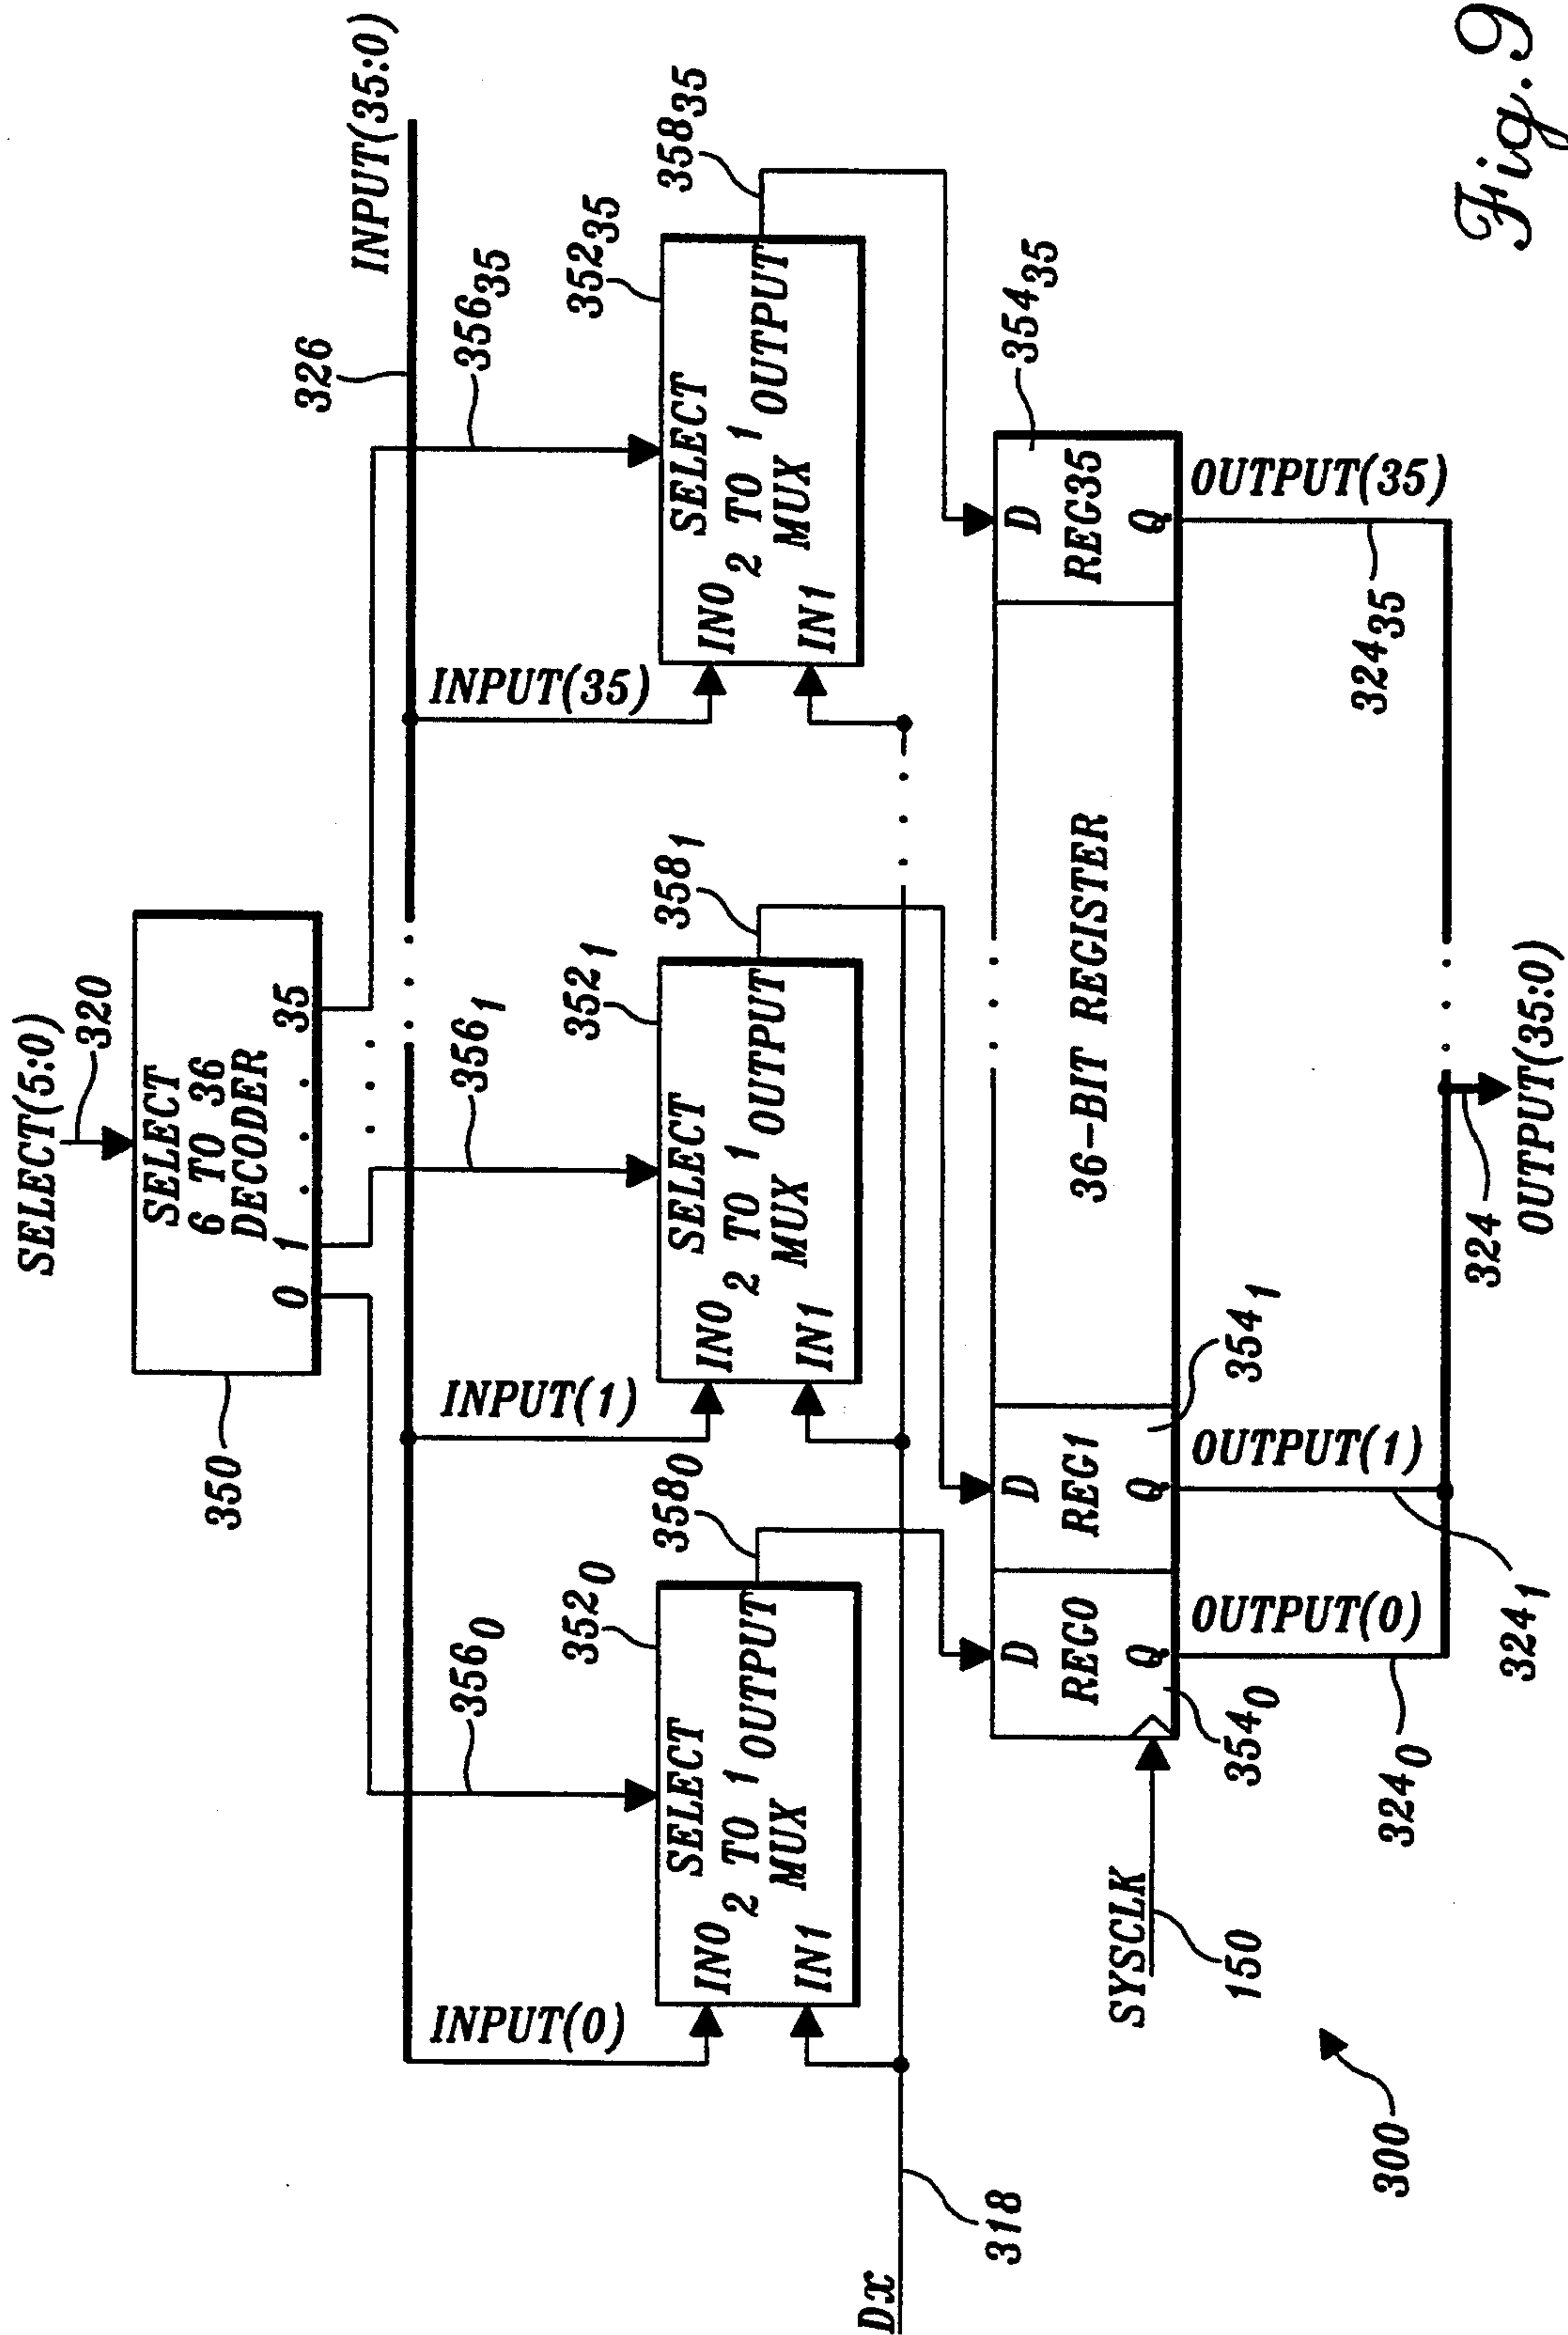 SELECT(5:0)
320
SELECT
6 TO 36
DECODER
0 1 . . . 35
350
INPUT(35:0)
326
356₀
356₁
356₃₅
INPUT(0)
INPUT(1)
INPUT(35)
352₀
SELECT
IN0
2 TO 1
MUX
OUTPUT
IN1
358₀
352₁
SELECT
IN0
2 TO 1
MUX
OUTPUT
IN1
358₁
352₃₅
SELECT
IN0
2 TO 1
MUX
OUTPUT
IN1
358₃₅
Dx
318
D
REG0
Q
354₀
D
REG1
Q
354₁
36-BIT REGISTER
D
REG35
Q
354₃₅
SYSCLK
150
OUTPUT(0)
324₀
OUTPUT(1)
324₁
OUTPUT(35)
324₃₅
324
OUTPUT(35:0)
300
Fig. 9